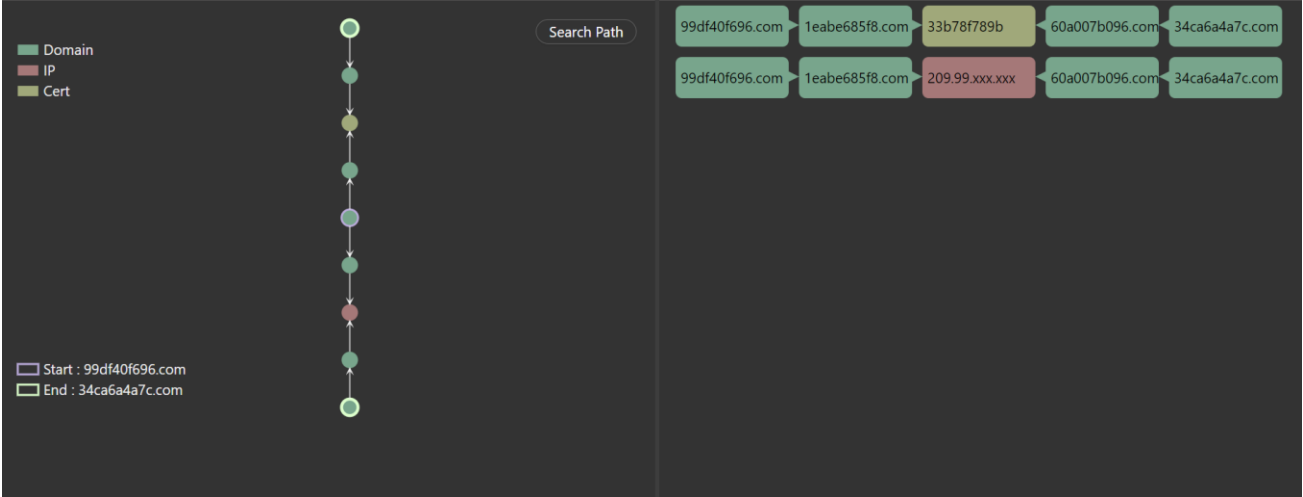 Search Path
Domain
IP
Cert
Start : 99df40f696.com
End : 34ca6a4a7c.com
99df40f696.com 1eabe685f8.com 33b78f789b 60a007b096.com 34ca6a4a7c.com
99df40f696.com 1eabe685f8.com 209.99.xxx.xxx 60a007b096.com 34ca6a4a7c.com